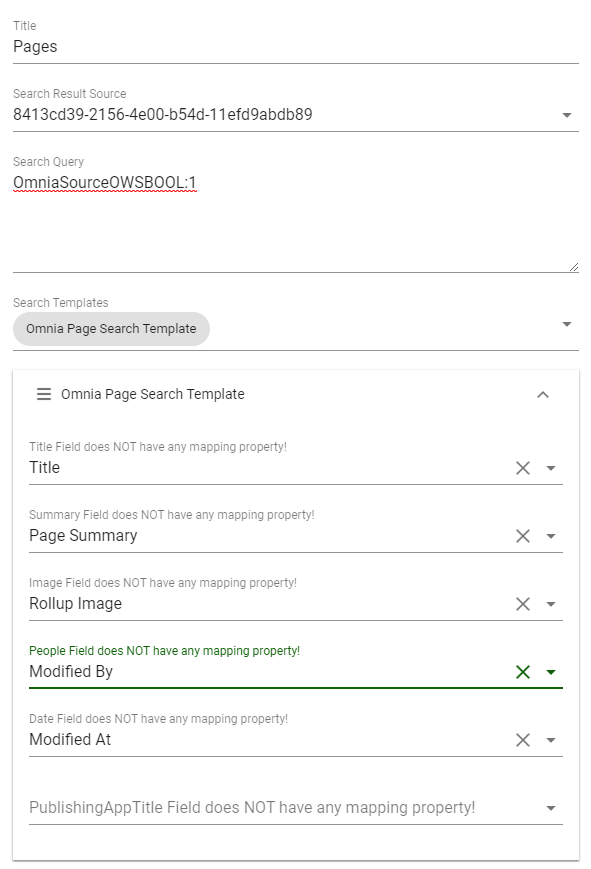 Title
Pages
Search Result Source
8413cd39-2156-4e00-b54d-11efd9abdb89
Search Query
OmniaSourceOWSBOOL:1
Search Templates
Omnia Page Search Template
Omnia Page Search Template
Title Field does NOT have any mapping property!
Title
Summary Field does NOT have any mapping property!
Page Summary
Image Field does NOT have any mapping property!
Rollup Image
People Field does NOT have any mapping property!
Modified By
Date Field does NOT have any mapping property!
Modified At
PublishingAppTitle Field does NOT have any mapping property!